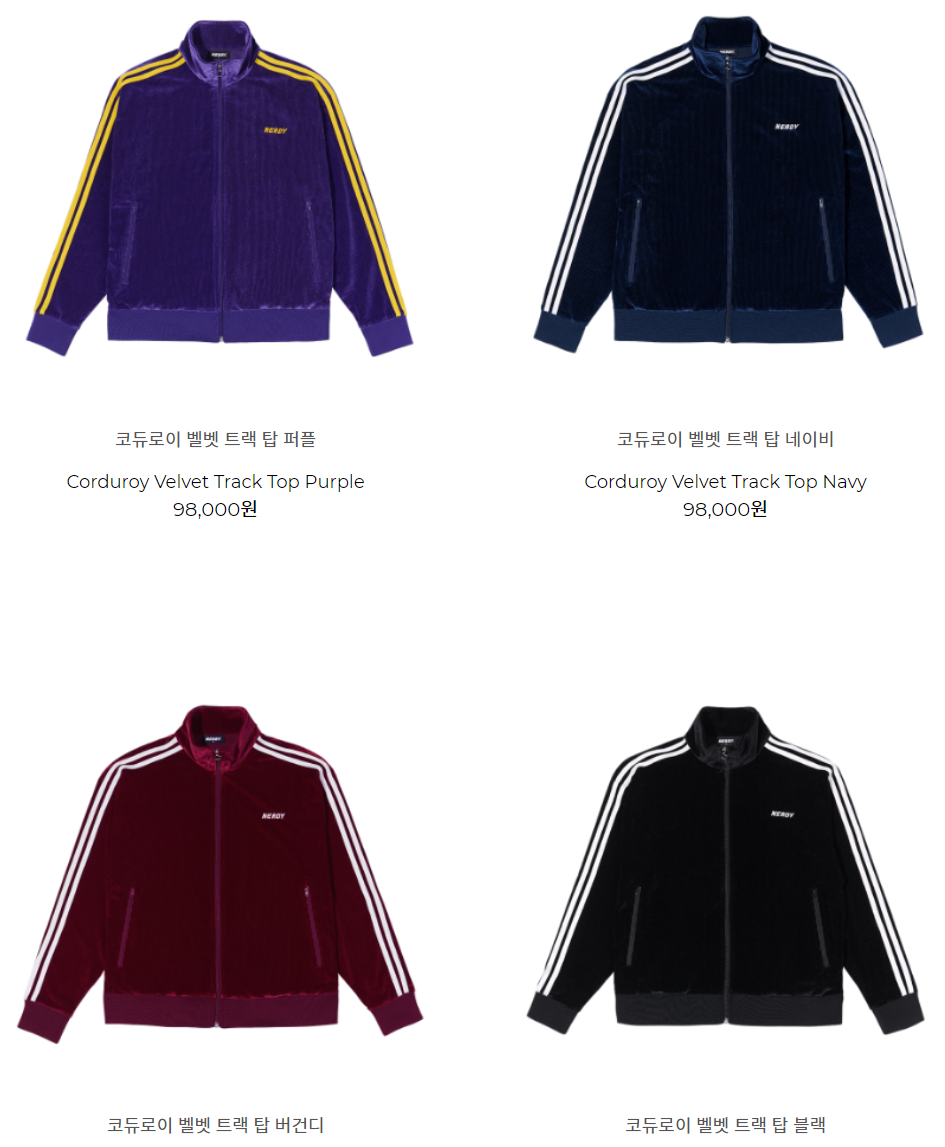 NERDY
NERDY
코듀로이 벨벳 트랙 탑 퍼플
Corduroy Velvet Track Top Purple
98,000원
NERDY
NERDY
코듀로이 벨벳 트랙 탑 네이비
Corduroy Velvet Track Top Navy
98,000원
NERDY
NERDY
코듀로이 벨벳 트랙 탑 버건디
NERDY
NERDY
코듀로이 벨벳 트랙 탑 블랙